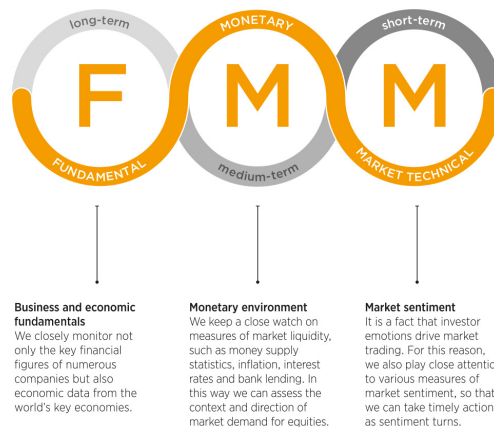 long-term
MONETARY
short-term
F
M
M
FUNDAMENTAL
medium-term
MARKET TECHNICAL
Business and economic
fundamentals
We closely monitor not
only the key financial
figures of numerous
companies but also
economic data from the
world's key economies.
Monetary environment
We keep a close watch on
measures of market liquidity,
such as money supply
statistics, inflation, interest
rates and bank lending. In
this way we can assess the
context and direction of
market demand for equities.
Market sentiment
It is a fact that investor
emotions drive market
trading. For this reason,
we also play close attentio
to various measures of
market sentiment, so that
we can take timely action
as sentiment turns.